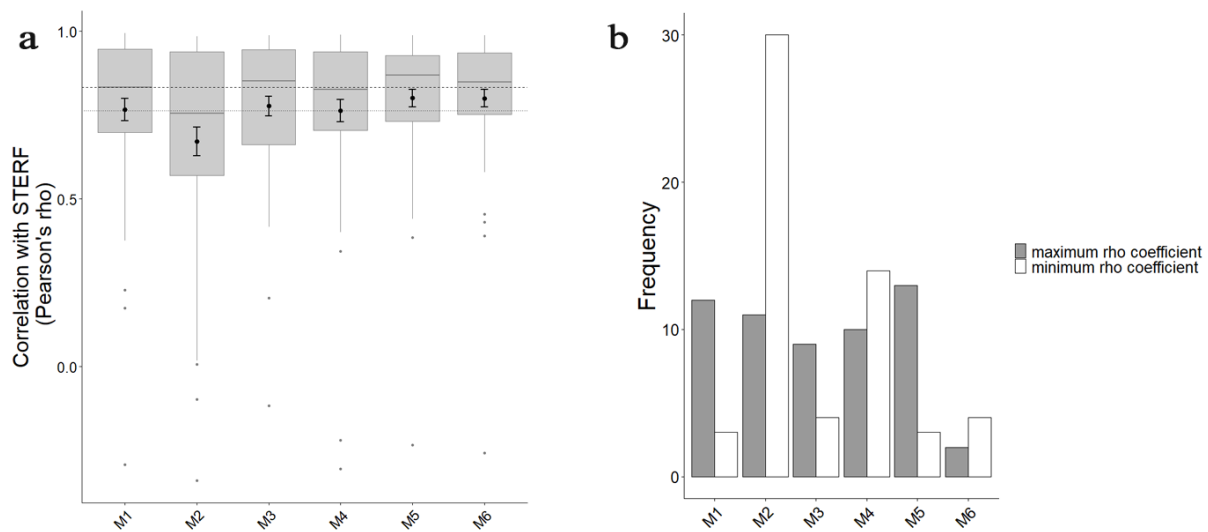 a
Correlation with STERF
(Pearson's rho)
1.0
0.5
0.0
M1
M2
M3
M4
M5
M6
b
Frequency
30
20
10
0
M1
M2
M3
M4
M5
M6
maximum rho coefficient
minimum rho coefficient